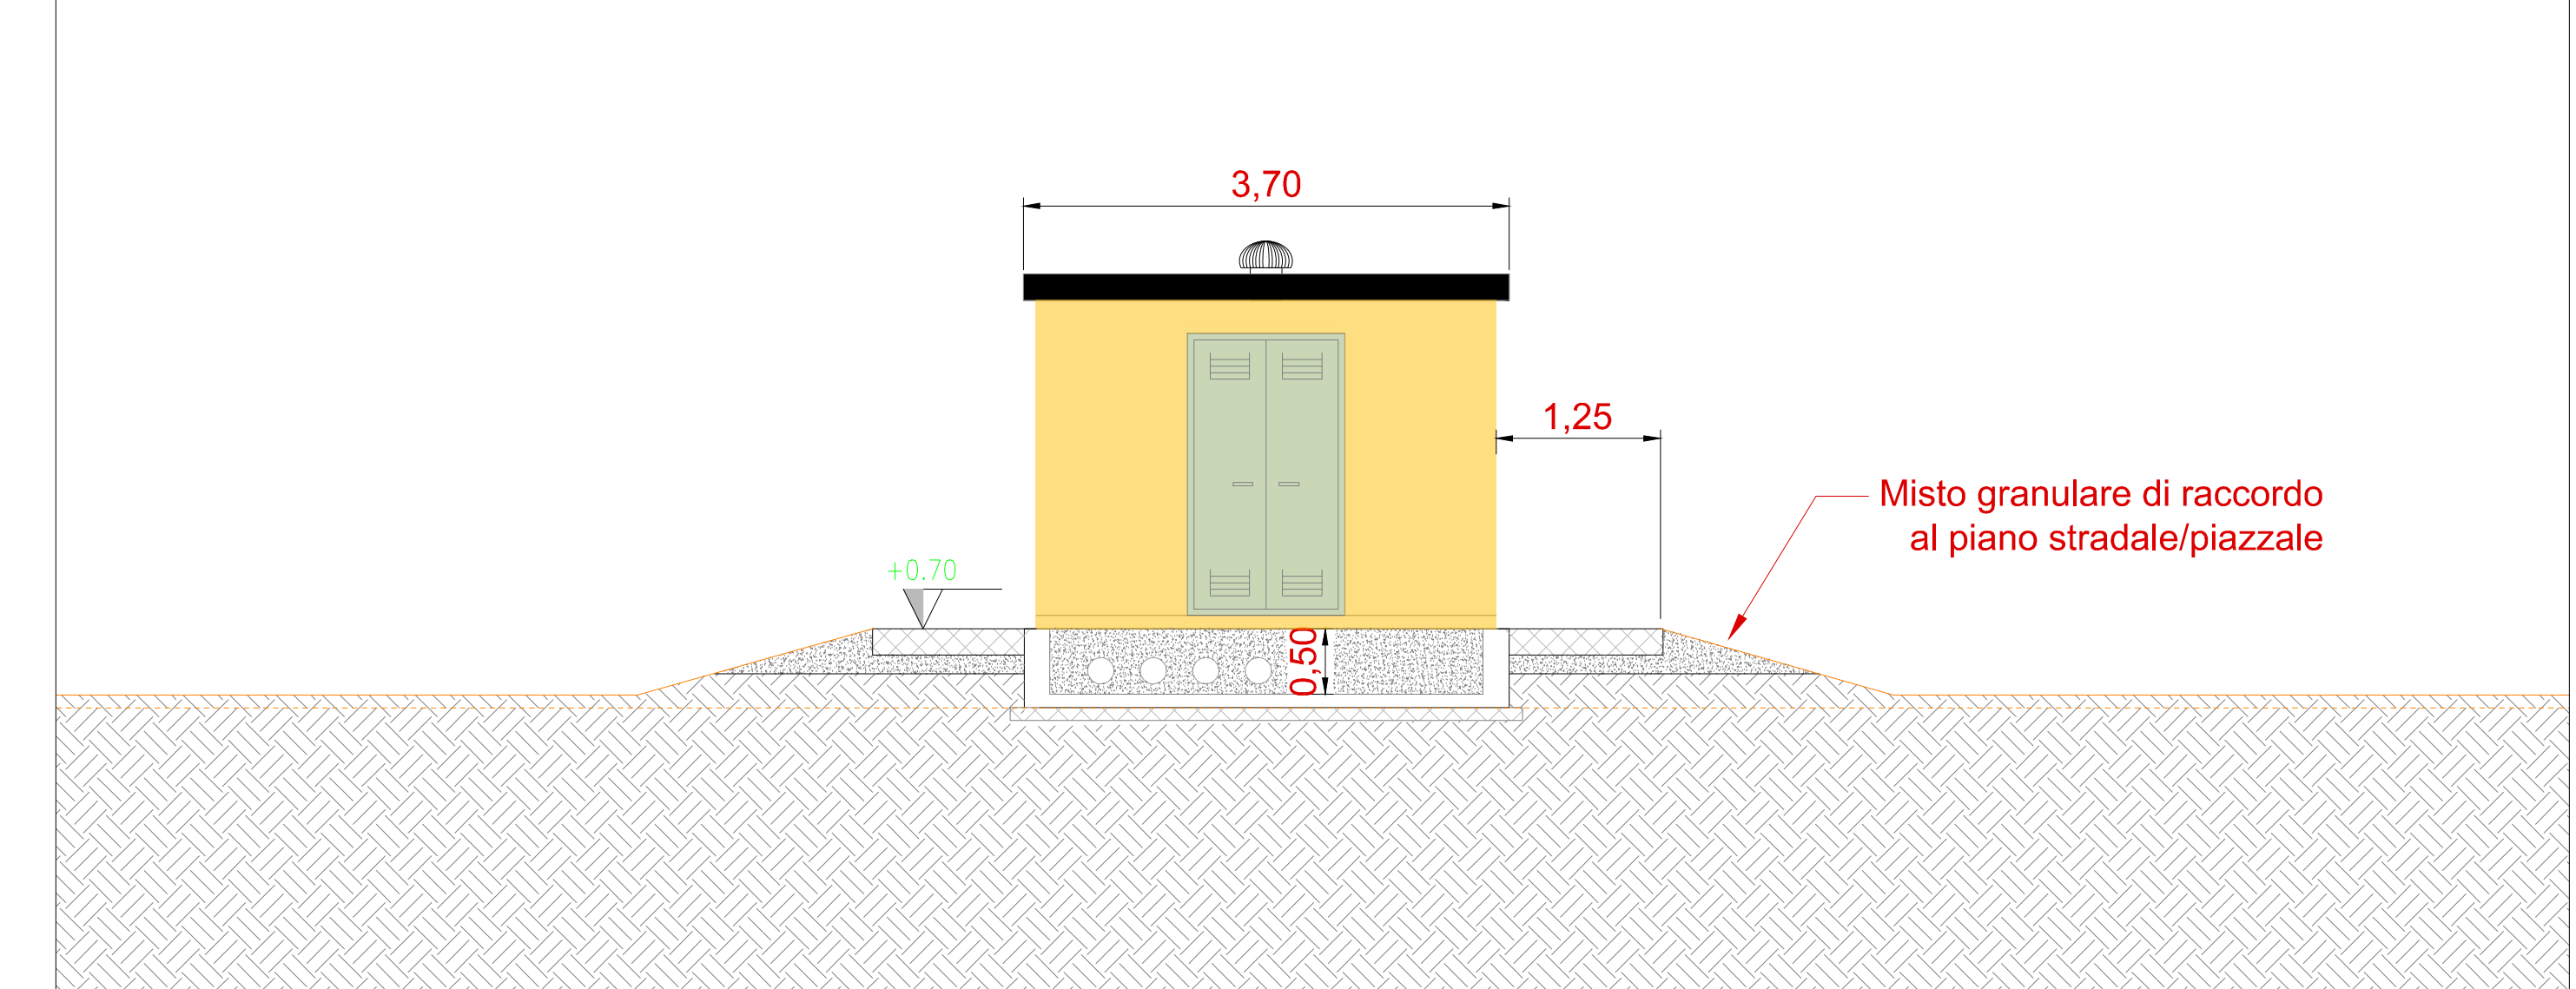 3,70
1,25
Misto granulare di raccordo
al piano stradale/piazzale
+0.70
0,50